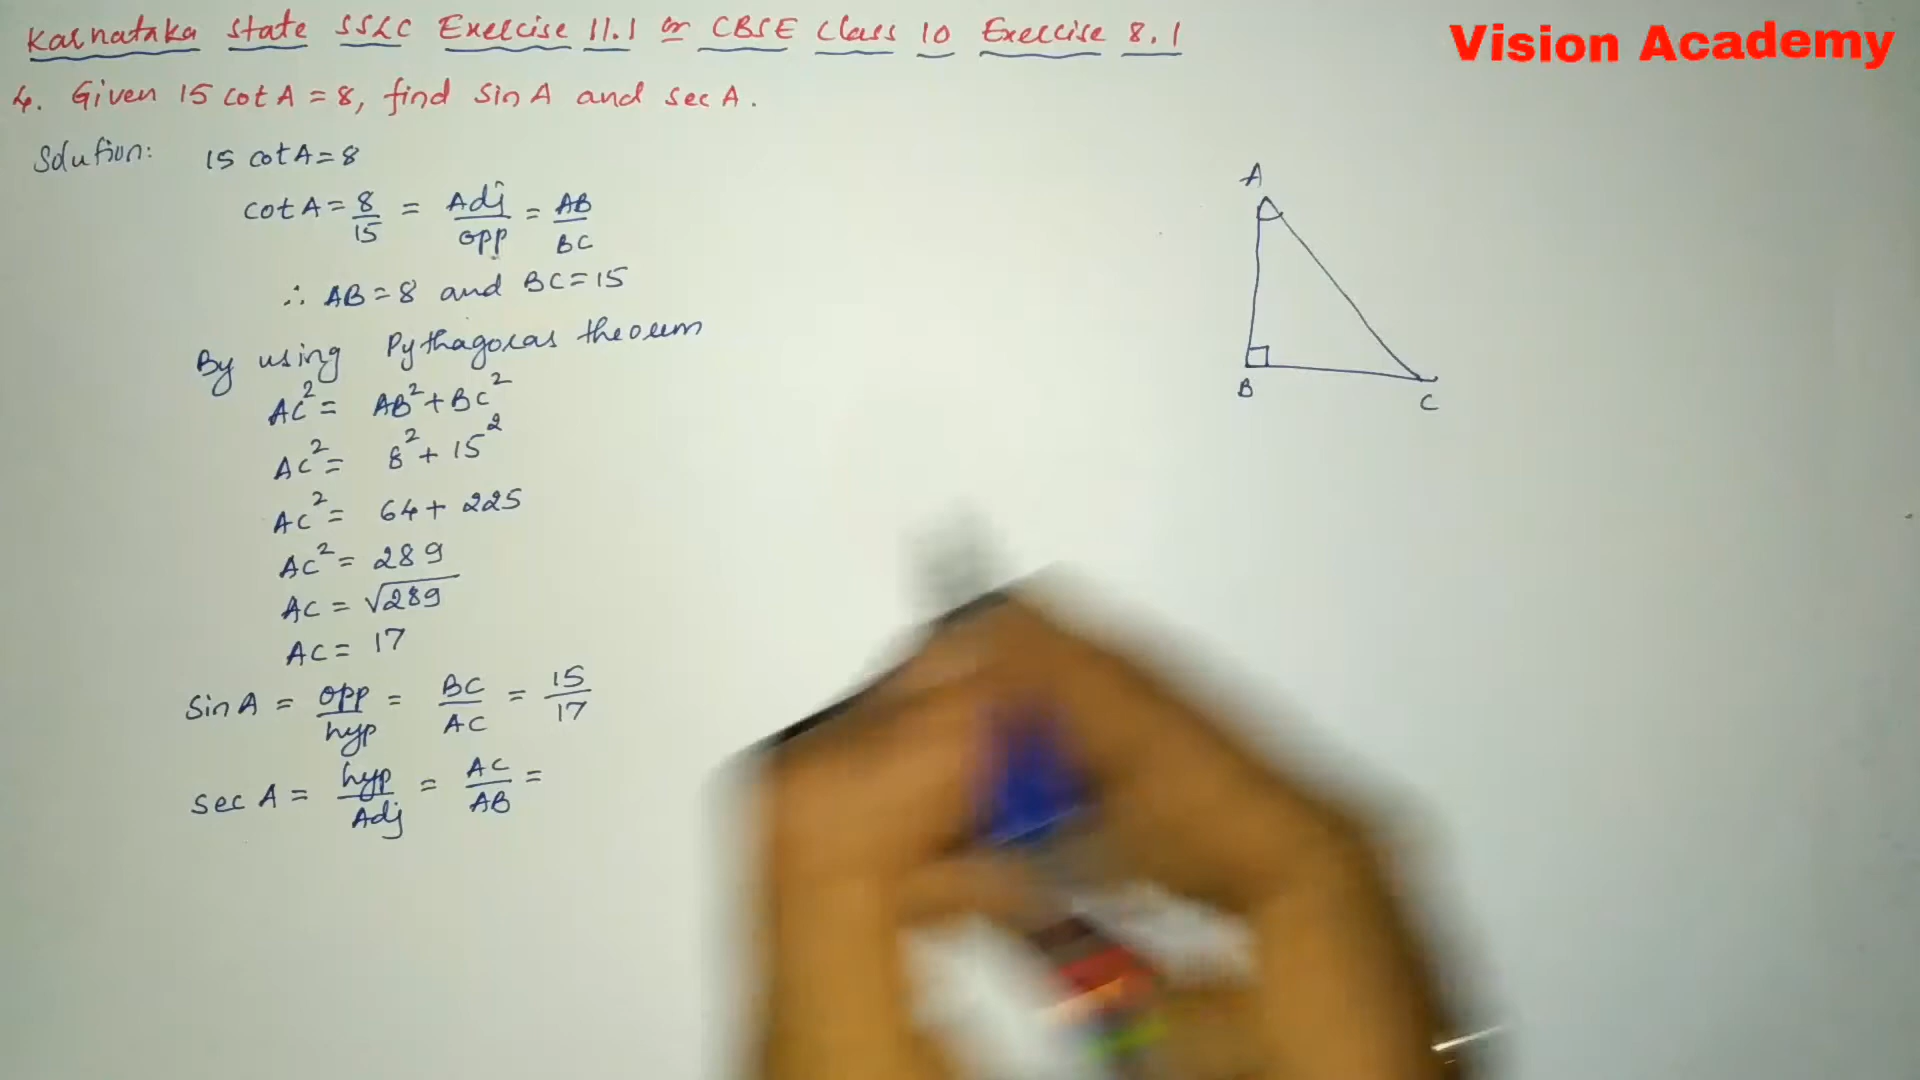 Karnataka State SSLC Exercise 11.1 or CBSE Class 10 Exercise 8.1
Vision Academy
4. Given 15 cot A = 8, find sin A and sec A.
Solution: 15 cot A = 8
cot A = 8/15 = Adj/opp = AB/BC
∴ AB = 8 and BC = 15
By using Pythagoras theorem
AC² = AB² + BC²
AC² = 8² + 15²
AC² = 64 + 225
AC² = 289
AC = √289
AC = 17
Sin A = opp/hyp = BC/AC = 15/17
sec A = hyp/Adj = AC/AB =
A
B
C